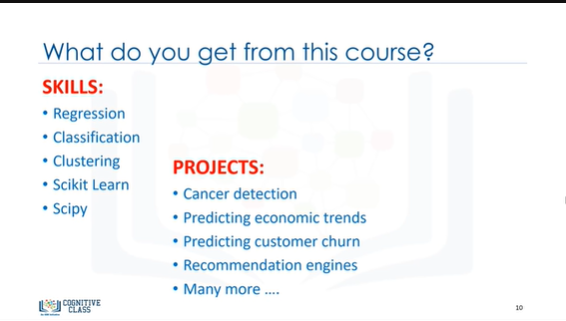 What do you get from this course?
SKILLS:
• Regression
• Classification
• Clustering
• Scikit Learn
• Scipy
PROJECTS:
• Cancer detection
• Predicting economic trends
• Predicting customer churn
• Recommendation engines
• Many more ....
COGNITIVE
CLASS
10